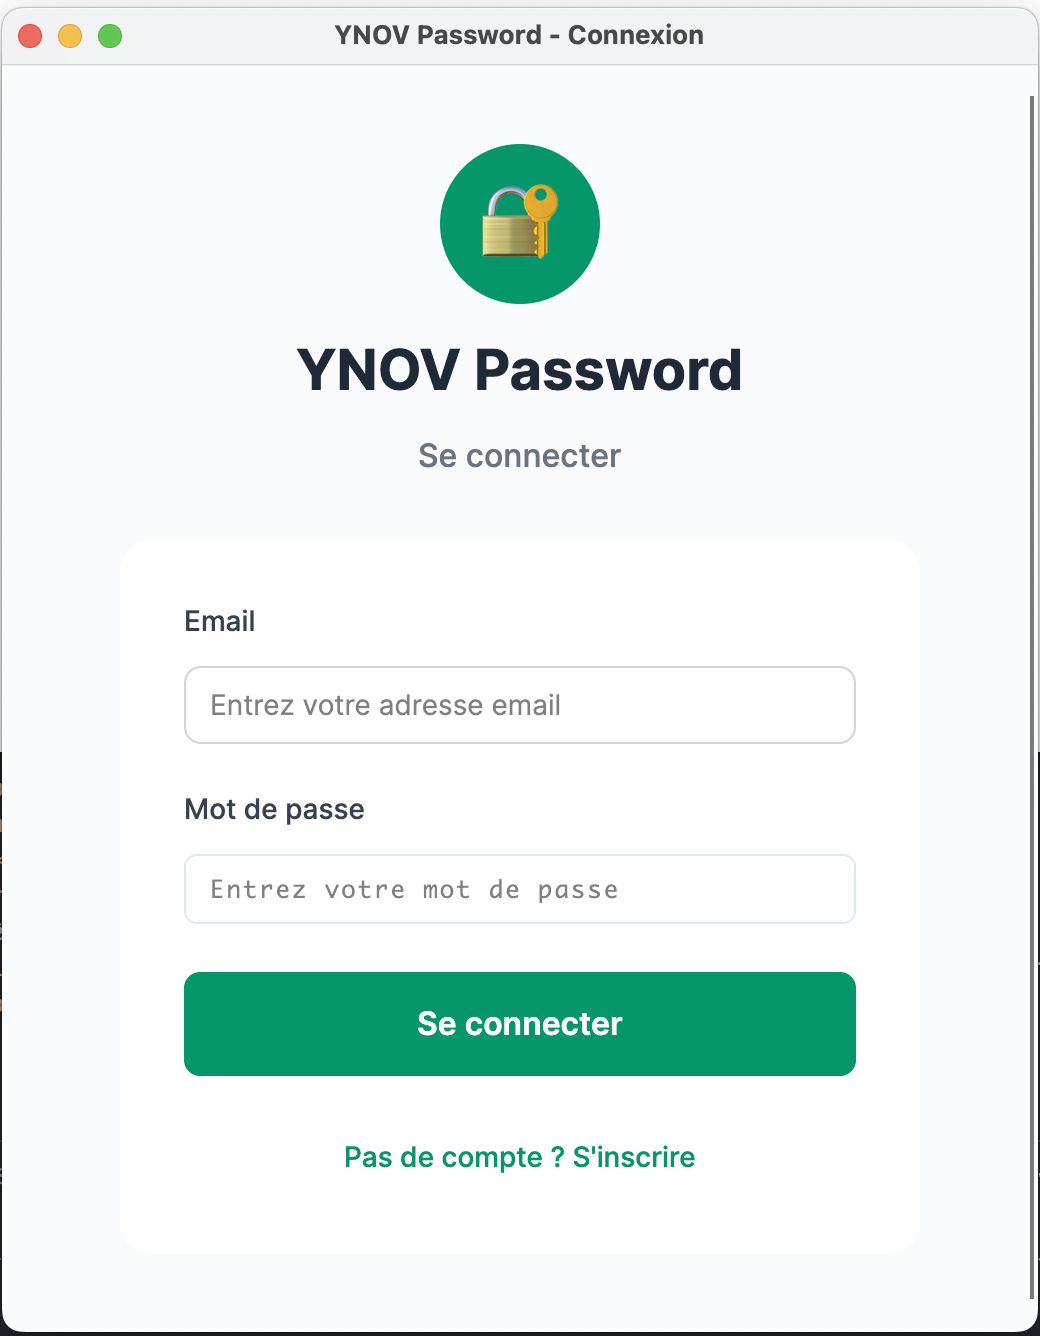 YNOV Password - Connexion
YNOV Password
Se connecter
Email
Entrez votre adresse email
Mot de passe
Entrez votre mot de passe
Se connecter
Pas de compte ? S'inscrire